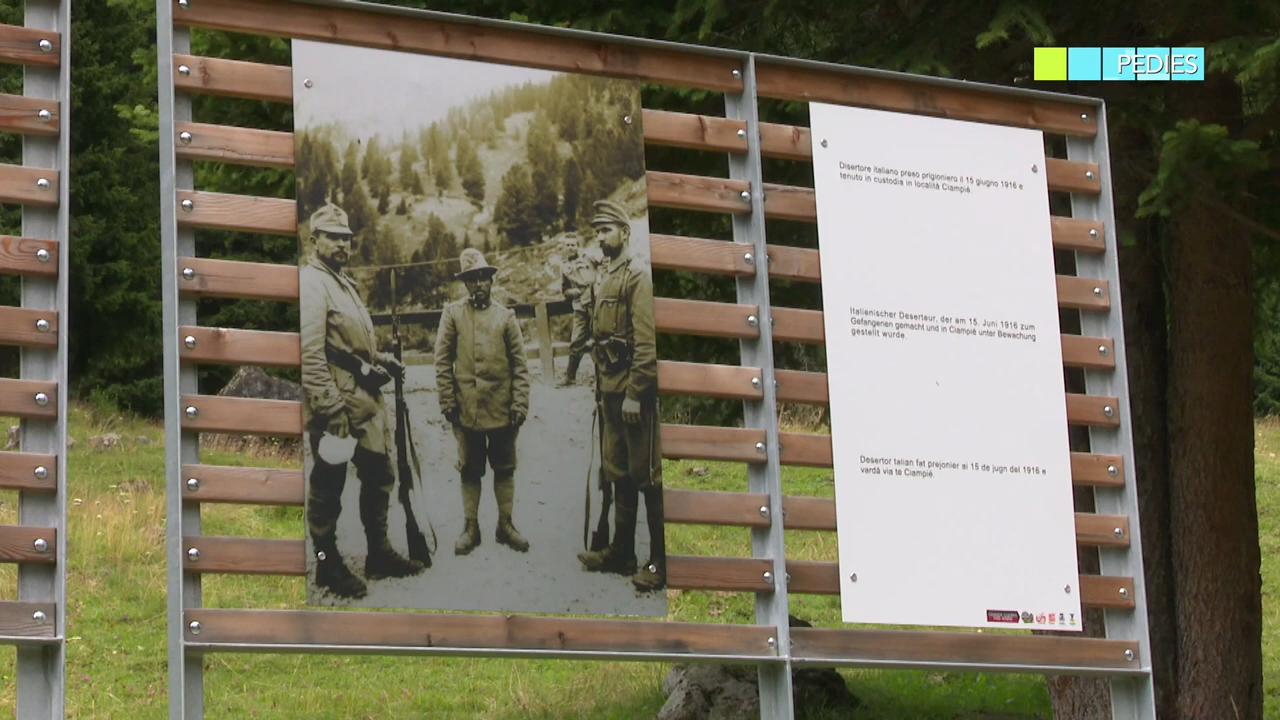 PEDIES
Disertore italiano preso prigioniero il 15 giugno 1916 e
tenuto in custodia in località Ciampié.
Italienischer Deserteur, der am 15. Juni 1916 zum
Gefangenen gemacht und in Ciampiè unter Bewachung
gestellt wurde.
Desertor talian fat prejonier ai 15 de jugn del 1916 e
vardà via te Ciampié.